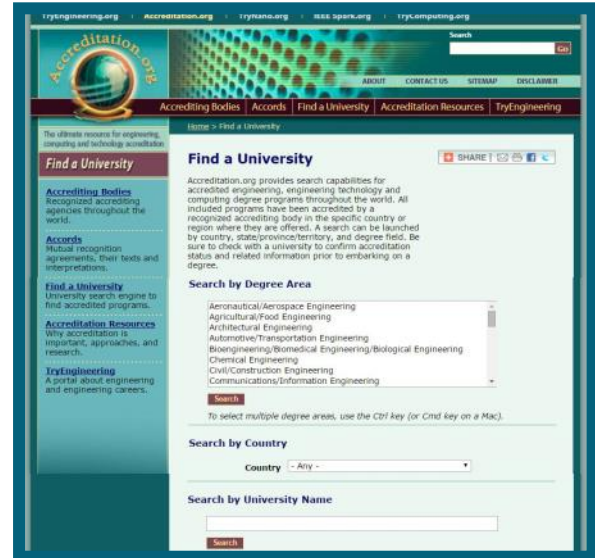 TryEngineering.org
Accreditation.org
TryNano.org
IEEE Spark.org
TryComputing.org
Accreditation.org
Search
Go
ABOUT CONTACT US SITEMAP DISCLAIMER
Accrediting Bodies Accords Find a University Accreditation Resources TryEngineering
The ultimate resource for engineering,
computing and technology accreditation
Home > Find a University
Find a University
Accrediting Bodies
Recognized accrediting
agencies throughout the
world.
Accords
Mutual recognition
agreements, their texts and
interpretations.
Find a University
University search engine to
find accredited programs.
Accreditation Resources
Why accreditation is
important, approaches, and
research.
TryEngineering
A portal about engineering
and engineering careers.
Find a University
SHARE
Accreditation.org provides search capabilities for
accredited engineering, engineering technology and
computing degree programs throughout the world. All
included programs have been accredited by a
recognized accrediting body in the specific country or
region where they are offered. A search can be launched
by country, state/province/territory, and degree field. Be
sure to check with a university to confirm accreditation
status and related information prior to embarking on a
degree.
Search by Degree Area
Aeronautical/Aerospace Engineering
Agricultural/Food Engineering
Architectural Engineering
Automotive/Transportation Engineering
Bioengineering/Biomedical Engineering/Biological Engineering
Chemical Engineering
Civil/Construction Engineering
Communications/Information Engineering
Search
To select multiple degree areas, use the Ctrl key (or Cmd key on a Mac).
Search by Country
Country - Any -
Search by University Name
Search